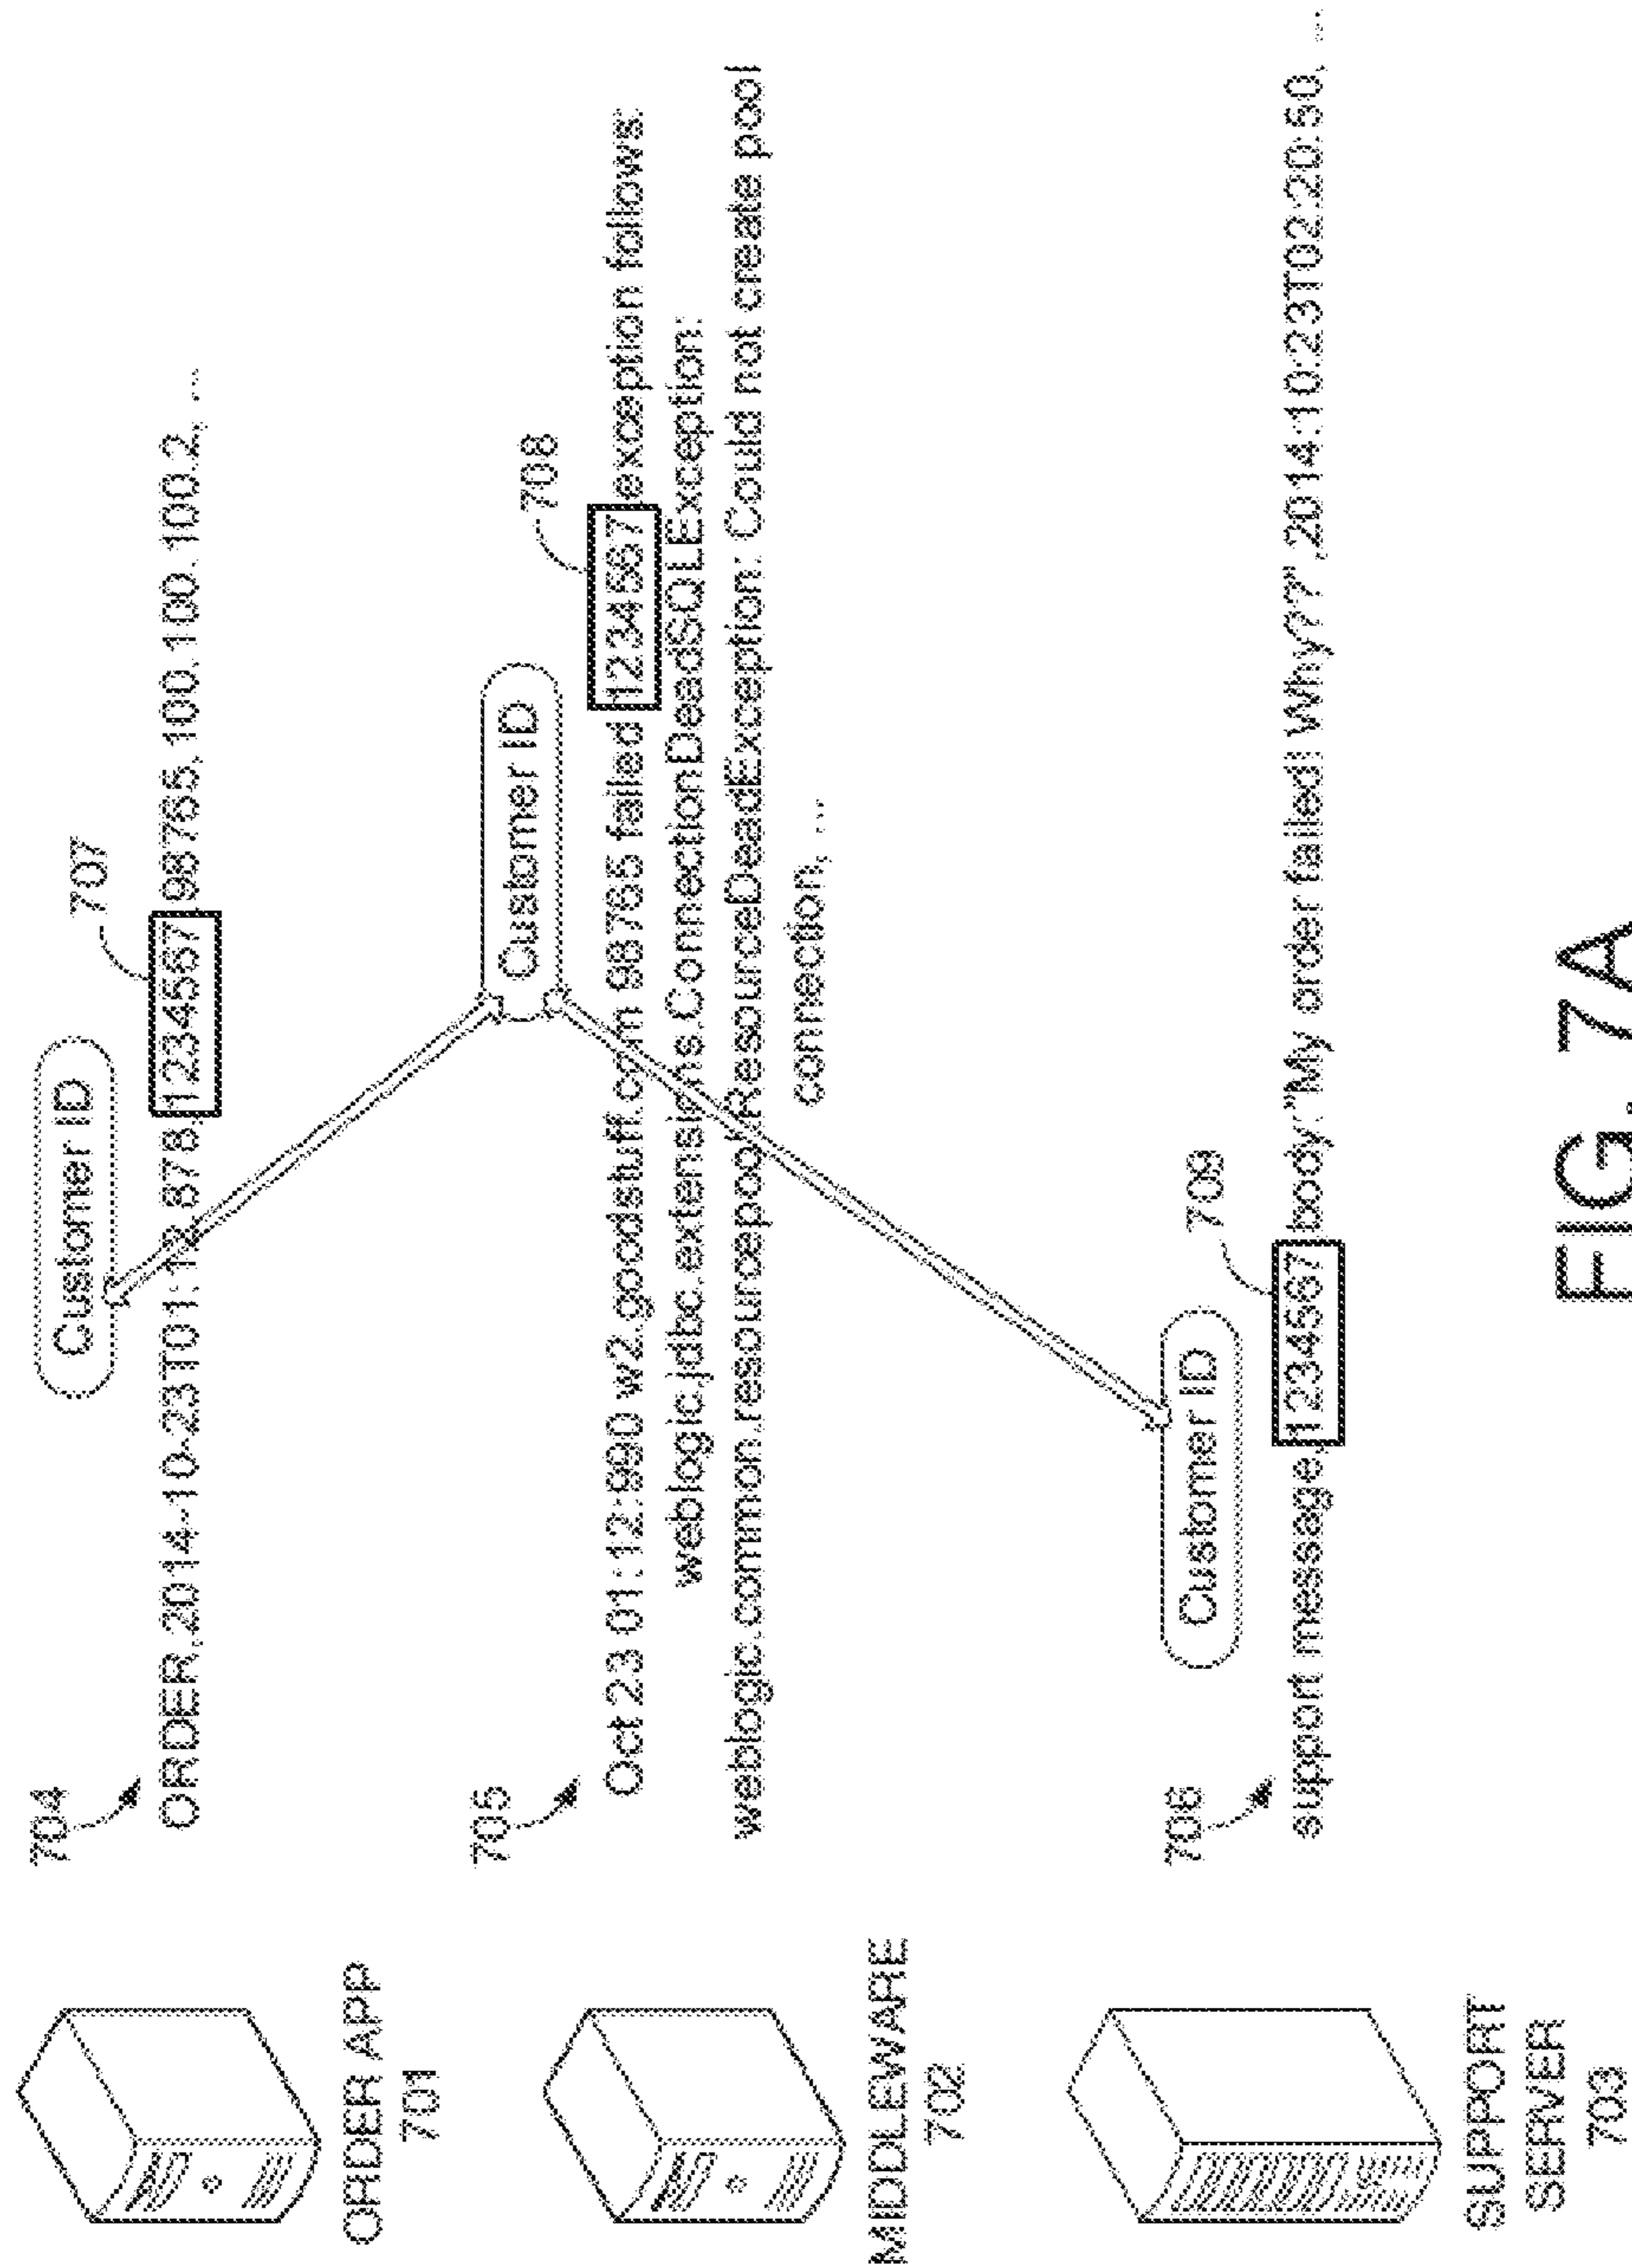 704
Customer ID
707
ORDER,2014-10-23T01:12.878,1234567,98765,100.100.100.2, ...
ORDER APP
701
705
Customer ID
708
Oct 23 01:12:990 w2.goodstuff.com 98765 failed 1234567 exception follows:
weblogic.jdbc.extensions.ConnectionDeadSQLException:
weblogic.common.resourcepool.ResourceDeadException: Could not create pool
connection, ...
MIDDLEWARE
702
706
Customer ID
709
support message,1234567,body:"My order failed! Why??",2014:10:23T02:20:50, ...
SUPPORT
SERVER
703
FIG. 7A